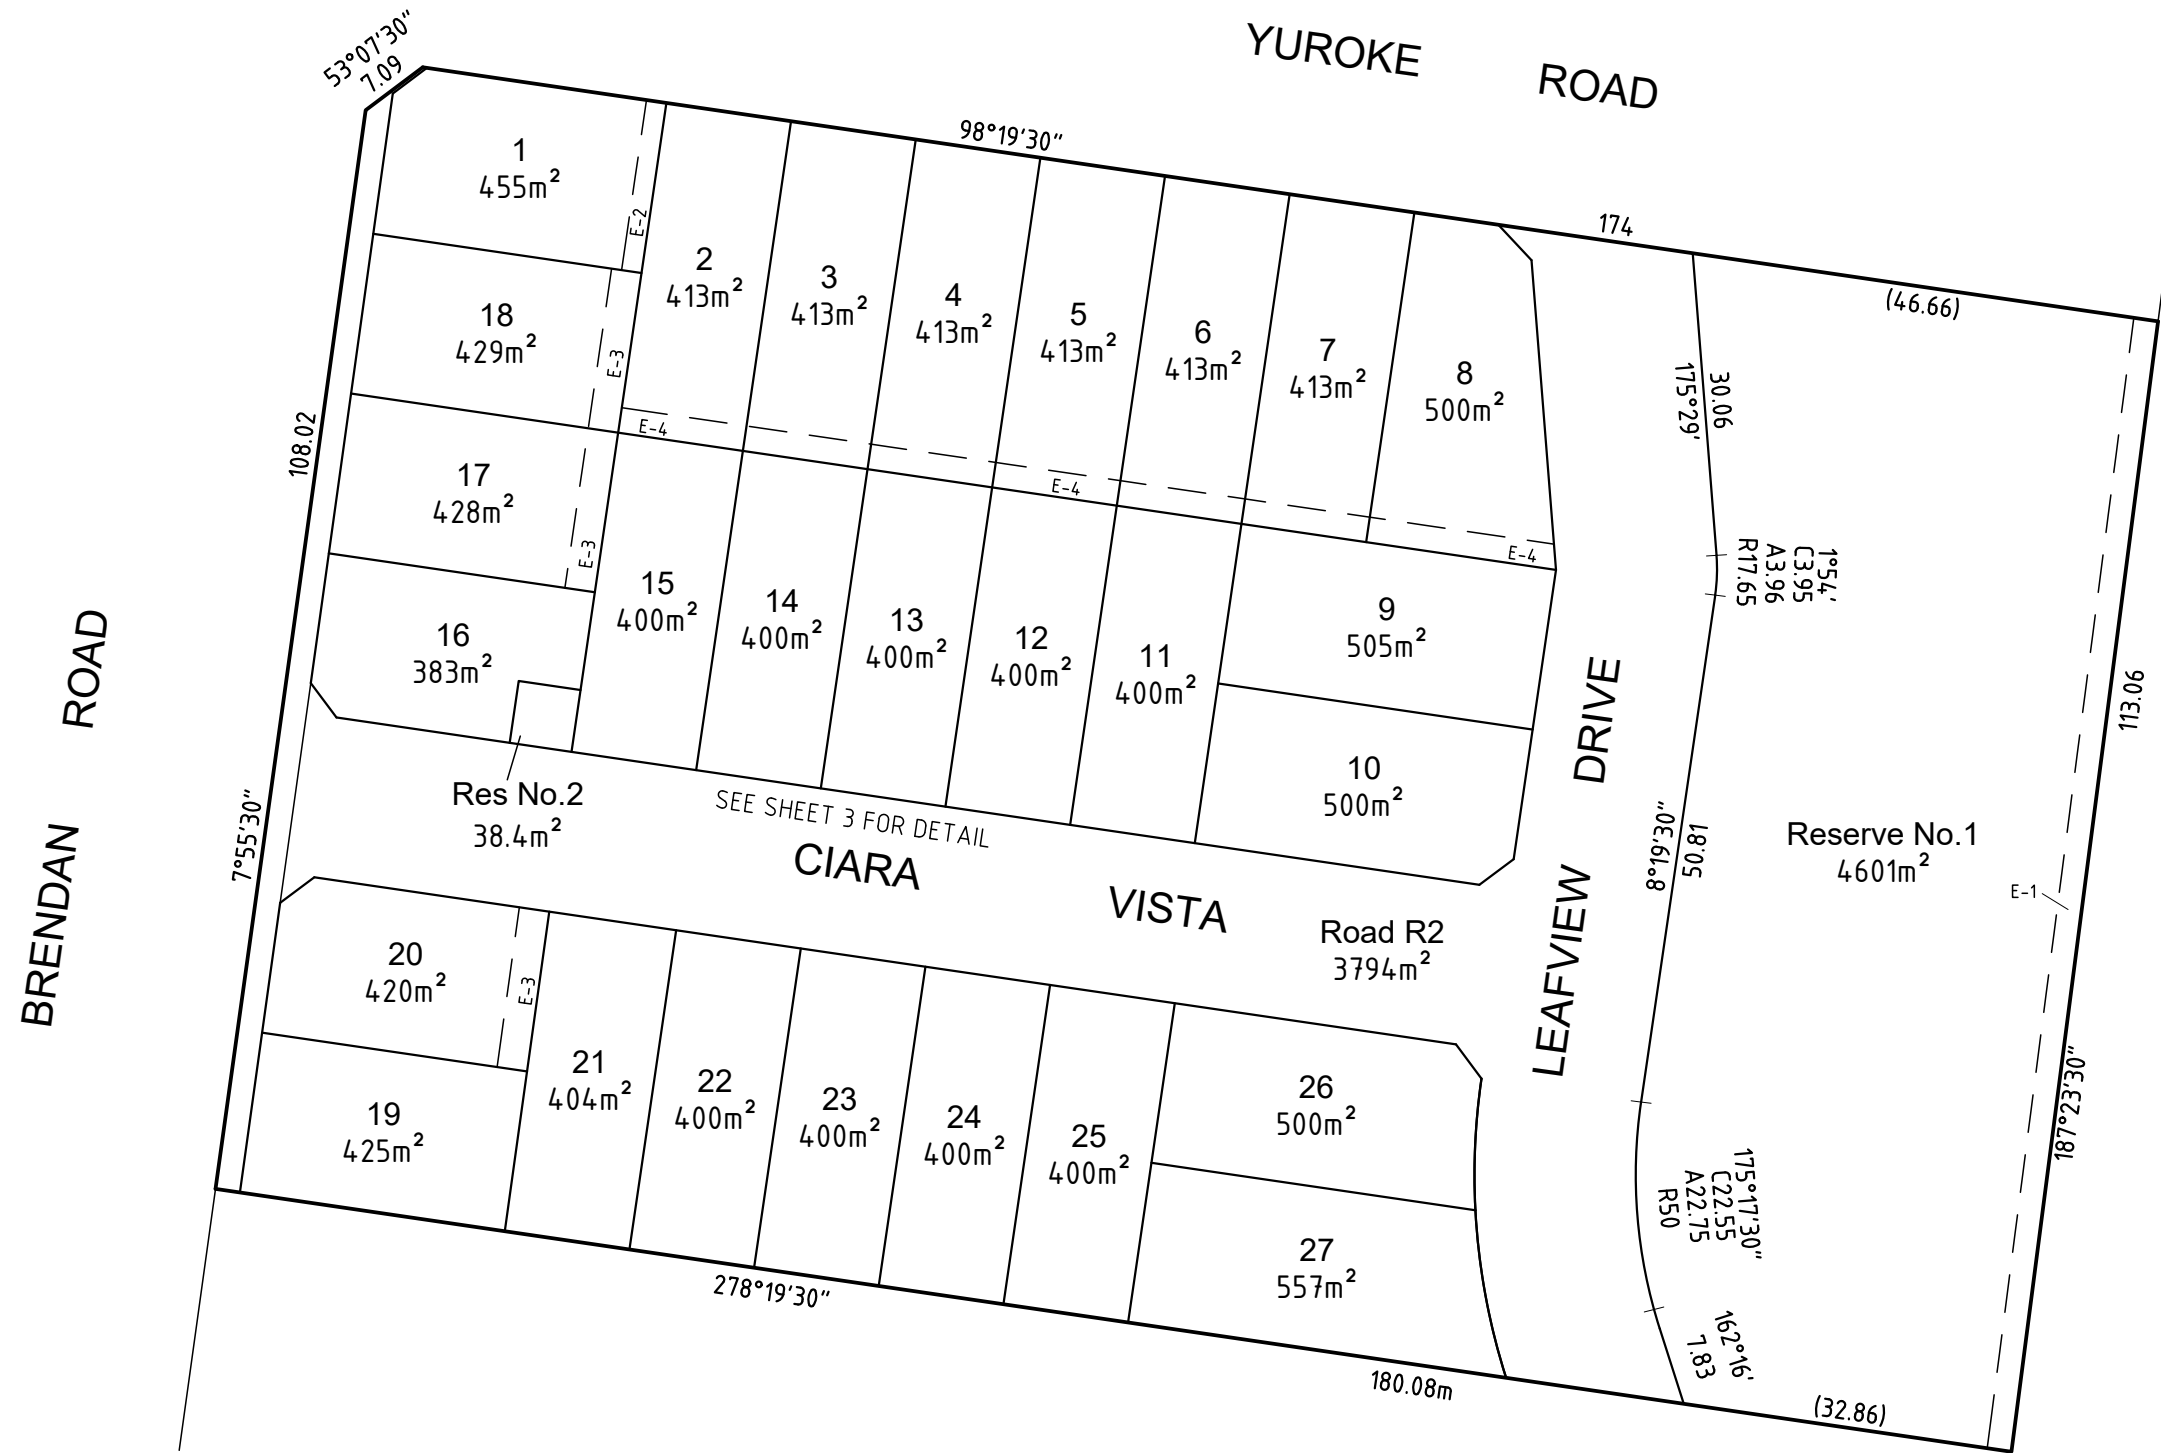 YUROKE ROAD
53°07'30"
7.09
98°19'30"
174
(46.66)
1
455m²
E-2
2
413m²
3
413m²
4
413m²
5
413m²
6
413m²
7
413m²
8
500m²
18
429m²
E-3
E-4
E-4
E-4
30.06
175°29'
108.02
17
428m²
E-3
1°54'
C3.95
A3.96
R17.65
16
383m²
15
400m²
14
400m²
13
400m²
12
400m²
11
400m²
9
505m²
10
500m²
113.06
BRENDAN ROAD
7°55'30"
Res No.2
38.4m²
SEE SHEET 3 FOR DETAIL
CIARA VISTA
LEAFVIEW DRIVE
8°19'30"
50.81
Reserve No.1
4601m²
E-1
Road R2
3794m²
20
420m²
E-3
19
425m²
21
404m²
22
400m²
23
400m²
24
400m²
25
400m²
26
500m²
27
557m²
175°17'30"
C22.55
A22.75
R50
187°23'30"
162°16'
7.83
278°19'30"
180.08m
(32.86)